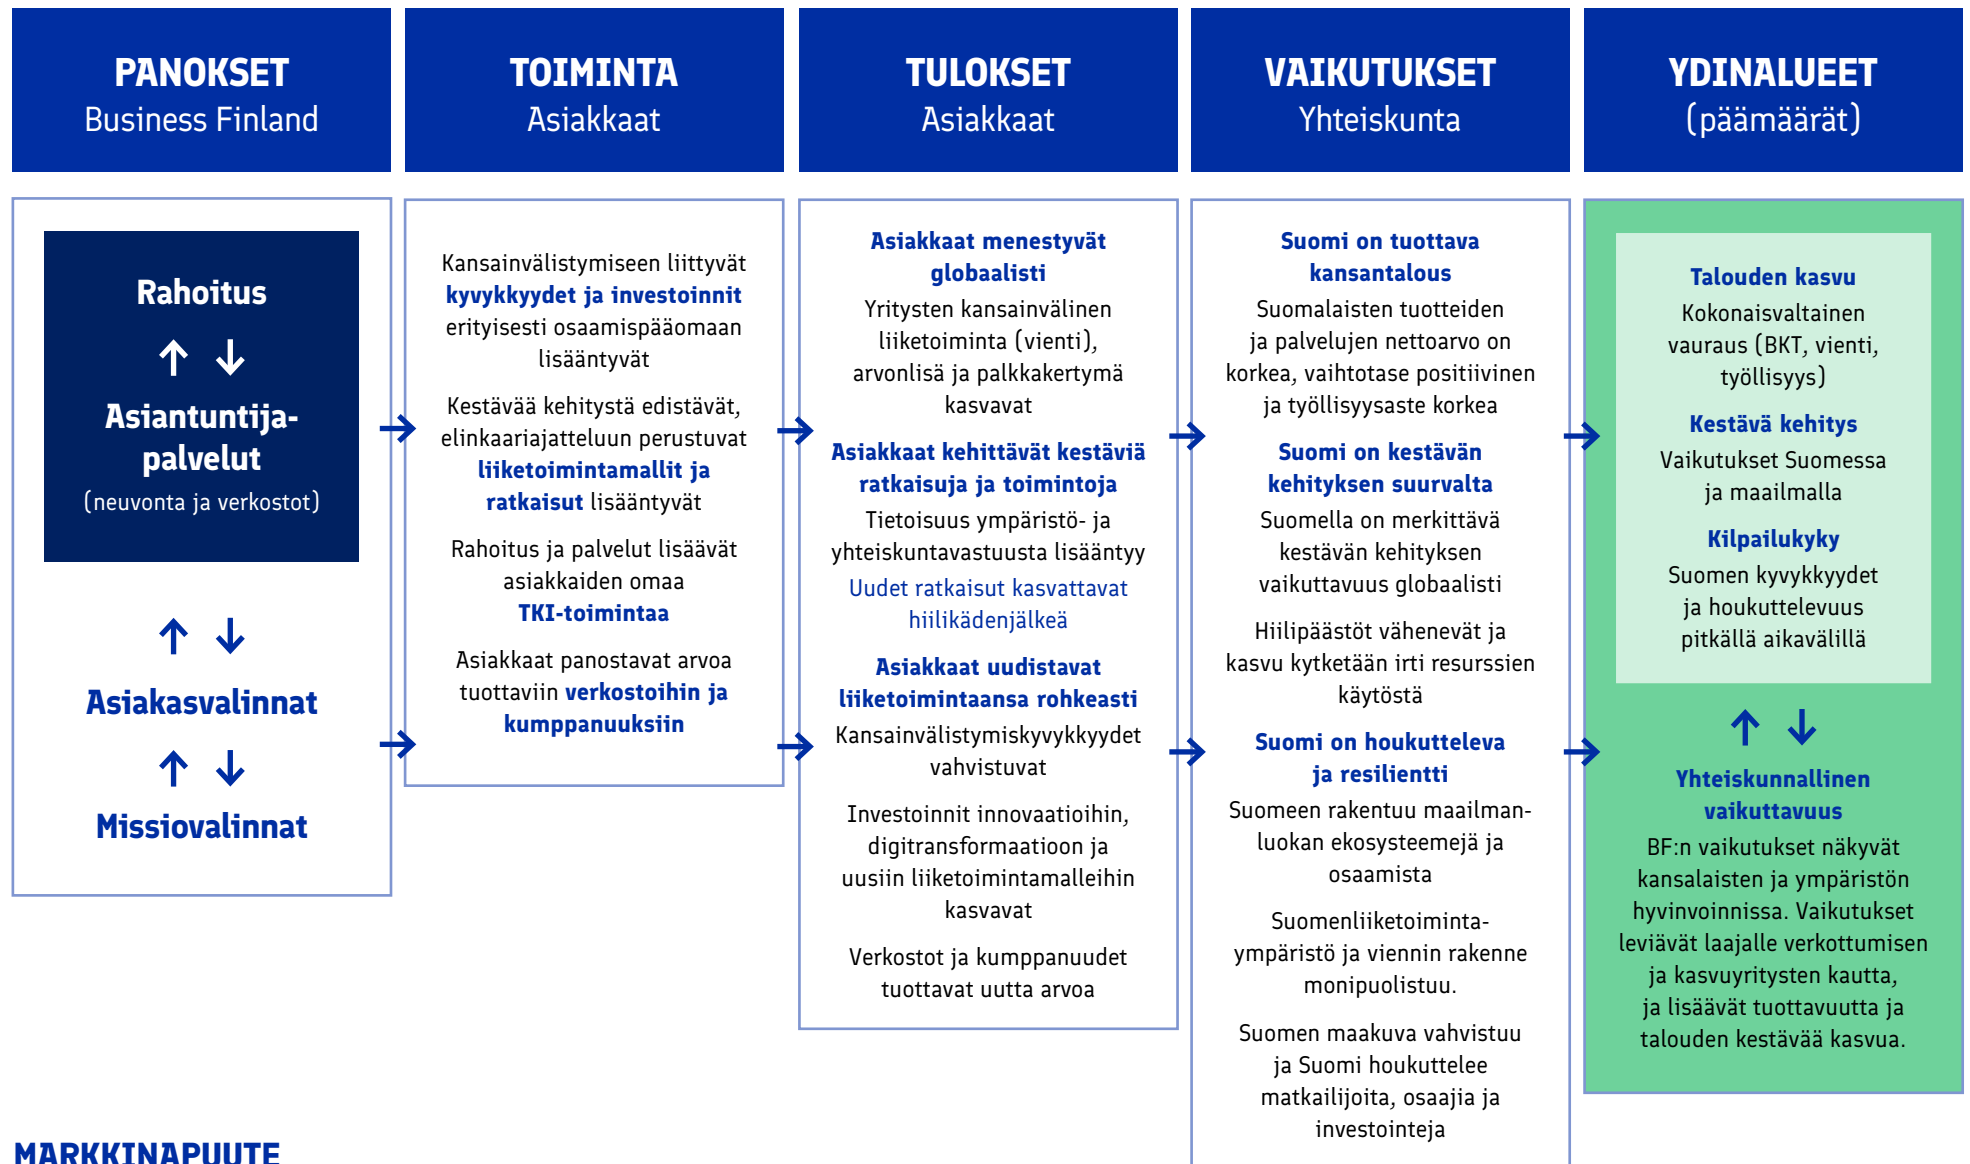 PANOKSET
Business Finland
TOIMINTA
Asiakkaat
TULOKSET
Asiakkaat
VAIKUTUKSET
Yhteiskunta
YDINALUEET
(päämäärät)
Rahoitus
Asiantuntija-
palvelut
(neuvonta ja verkostot)
Asiakasvalinnat
Missiovalinnat
Kansainvälistymiseen liittyvät
kyvykkyydet ja investoinnit
erityisesti osaamispääomaan
lisääntyvät
Kestävää kehitystä edistävät,
elinkaariajatteluun perustuvat
liiketoimintamallit ja
ratkaisut lisääntyvät
Rahoitus ja palvelut lisäävät
asiakkaiden omaa
TKI-toimintaa
Asiakkaat panostavat arvoa
tuottaviin verkostoihin ja
kumppanuuksiin
Asiakkaat menestyvät
globaalisti
Yritysten kansainvälinen
liiketoiminta (vienti),
arvonlisä ja palkkakertymä
kasvavat
Asiakkaat kehittävät kestäviä
ratkaisuja ja toimintoja
Tietoisuus ympäristö- ja
yhteiskuntavastuusta lisääntyy
Uudet ratkaisut kasvattavat
hiilikädenjälkeä
Asiakkaat uudistavat
liiketoimintaansa rohkeasti
Kansainvälistymiskyvykkyydet
vahvistuvat
Investoinnit innovaatioihin,
digitransformaatioon ja
uusiin liiketoimintamalleihin
kasvavat
Verkostot ja kumppanuudet
tuottavat uutta arvoa
Suomi on tuottava
kansantalous
Suomalaisten tuotteiden
ja palvelujen nettoarvo on
korkea, vaihtotase positiivinen
ja työllisyysaste korkea
Suomi on kestävän
kehityksen suurvalta
Suomella on merkittävä
kestävän kehityksen
vaikuttavuus globaalisti
Hiilipäästöt vähenevät ja
kasvu kytketään irti resurssien
käytöstä
Suomi on houkutteleva
ja resilientti
Suomeen rakentuu maailman-
luokan ekosysteemejä ja
osaamista
Suomenliiketoiminta-
ympäristö ja viennin rakenne
monipuolistuu.
Suomen maakuva vahvistuu
ja Suomi houkuttelee
matkailijoita, osaajia ja
investointeja
Talouden kasvu
Kokonaisvaltainen
vauraus (BKT, vienti,
työllisyys)
Kestävä kehitys
Vaikutukset Suomessa
ja maailmalla
Kilpailukyky
Suomen kyvykkyydet
ja houkuttelevuus
pitkällä aikavälillä
Yhteiskunnallinen
vaikuttavuus
BF:n vaikutukset näkyvät
kansalaisten ja ympäristön
hyvinvoinnissa. Vaikutukset
leviävät laajalle verkottumisen
ja kasvuyritysten kautta,
ja lisäävät tuottavuutta ja
talouden kestävää kasvua.
MARKKINAPUUTE